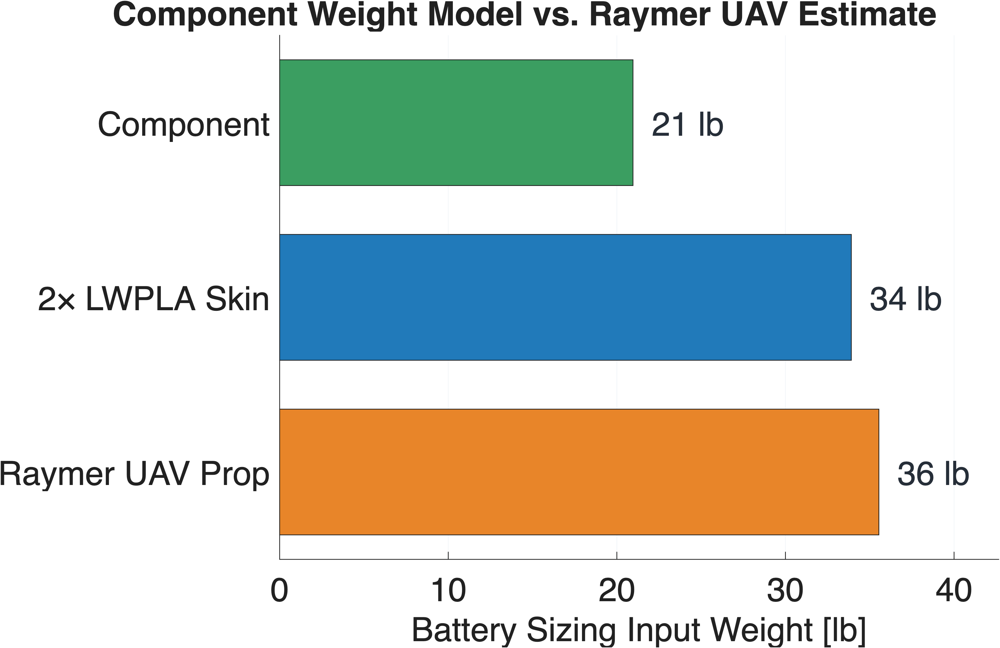 Component Weight Model vs. Raymer UAV Estimate
Component
21 lb
2× LWPLA Skin
34 lb
Raymer UAV Prop
36 lb
0 10 20 30 40
Battery Sizing Input Weight [lb]